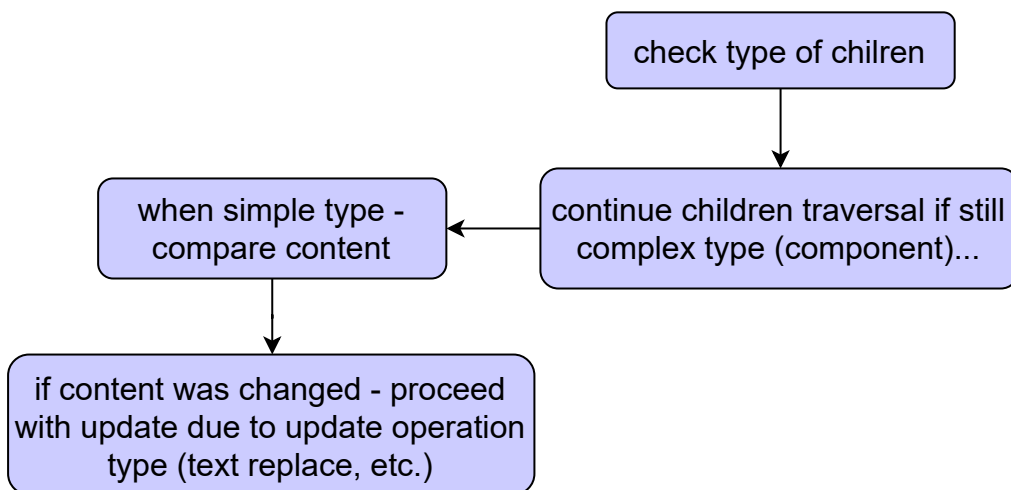 check type of chilren
continue children traversal if still
complex type (component)...
when simple type -
compare content
if content was changed - proceed
with update due to update operation
type (text replace, etc.)